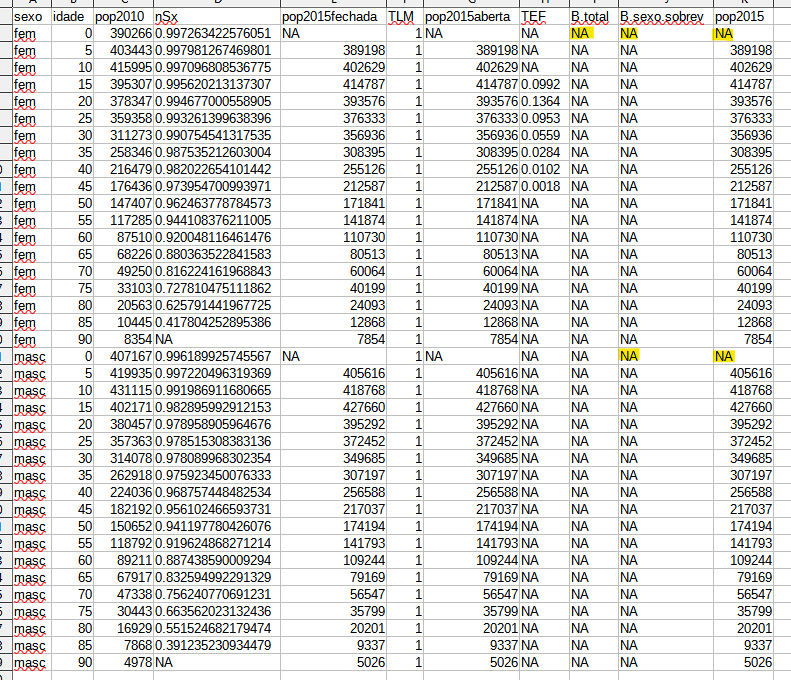 A B C D E F G H I J K
sexo idade pop2010 nSx pop2015fechada TLM pop2015aberta TEF B.total B.sexo.sobrev pop2015
fem 0 390266 0.997263422576051 NA 1 NA NA NA NA NA
fem 5 403443 0.997981267469801 389198 1 389198 NA NA NA 389198
fem 10 415995 0.997096808536775 402629 1 402629 NA NA NA 402629
fem 15 395307 0.995620213137307 414787 1 414787 0.0992 NA NA 414787
fem 20 378347 0.994677000558905 393576 1 393576 0.1364 NA NA 393576
fem 25 359358 0.993261399638396 376333 1 376333 0.0953 NA NA 376333
fem 30 311273 0.990754541317535 356936 1 356936 0.0559 NA NA 356936
fem 35 258346 0.987535212603004 308395 1 308395 0.0284 NA NA 308395
fem 40 216479 0.982022654101442 255126 1 255126 0.0102 NA NA 255126
fem 45 176436 0.973954700993971 212587 1 212587 0.0018 NA NA 212587
fem 50 147407 0.962463778784573 171841 1 171841 NA NA NA 171841
fem 55 117285 0.944108376211005 141874 1 141874 NA NA NA 141874
fem 60 87510 0.920048116461476 110730 1 110730 NA NA NA 110730
fem 65 68226 0.880363522841583 80513 1 80513 NA NA NA 80513
fem 70 49250 0.816224161968843 60064 1 60064 NA NA NA 60064
fem 75 33103 0.727810475111862 40199 1 40199 NA NA NA 40199
fem 80 20563 0.625791441967725 24093 1 24093 NA NA NA 24093
fem 85 10445 0.417804252895386 12868 1 12868 NA NA NA 12868
fem 90 8354 NA 7854 1 7854 NA NA NA 7854
masc 0 407167 0.996189925745567 NA 1 NA NA NA NA NA
masc 5 419935 0.997220496319369 405616 1 405616 NA NA NA 405616
masc 10 431115 0.991986911680665 418768 1 418768 NA NA NA 418768
masc 15 402171 0.982895992912153 427660 1 427660 NA NA NA 427660
masc 20 380457 0.978958905964676 395292 1 395292 NA NA NA 395292
masc 25 357363 0.978515308383136 372452 1 372452 NA NA NA 372452
masc 30 314078 0.978089968302354 349685 1 349685 NA NA NA 349685
masc 35 262918 0.975923450076333 307197 1 307197 NA NA NA 307197
masc 40 224036 0.968757448482534 256588 1 256588 NA NA NA 256588
masc 45 182192 0.956102466593731 217037 1 217037 NA NA NA 217037
masc 50 150652 0.941197780426076 174194 1 174194 NA NA NA 174194
masc 55 118792 0.919624868271214 141793 1 141793 NA NA NA 141793
masc 60 89211 0.887438590009294 109244 1 109244 NA NA NA 109244
masc 65 67917 0.832594992291329 79169 1 79169 NA NA NA 79169
masc 70 47338 0.756240770691231 56547 1 56547 NA NA NA 56547
masc 75 30443 0.663562023132436 35799 1 35799 NA NA NA 35799
masc 80 16929 0.551524682179474 20201 1 20201 NA NA NA 20201
masc 85 7868 0.391235230934479 9337 1 9337 NA NA NA 9337
masc 90 4978 NA 5026 1 5026 NA NA NA 5026